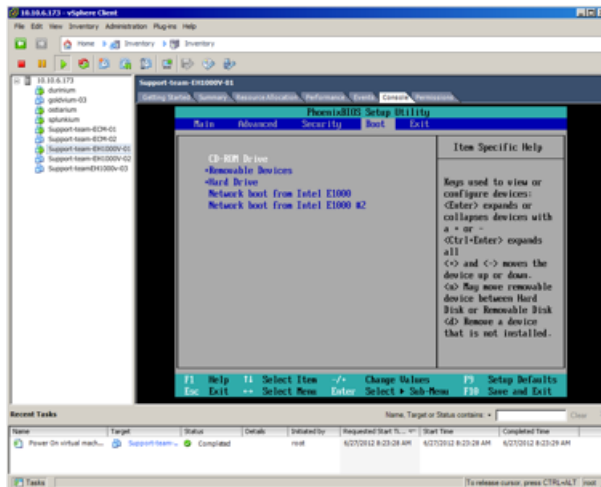 10.10.6.173 - vSphere Client
File Edit View Inventory Administration Plug-ins Help
Home Inventory Inventory
10.10.6.173
durinium
goldvium-03
ostarium
splunkium
Support-team-ECM-01
Support-team-ECM-02
Support-team-EH1000V-01
Support-team-EH1000V-02
Support-teamEH1000v-03
Support-team-EH1000V-01
Getting Started Summary Resource Allocation Performance Events Console Permissions
PhoenixBIOS Setup Utility
Main Advanced Security Boot Exit
CD-ROM Drive
+Removable Devices
+Hard Drive
Network boot from Intel E1000
Network boot from Intel E1000 #2
Item Specific Help
Keys used to view or
configure devices:
<Enter> expands or
collapses devices with
a + or -
<Ctrl+Enter> expands
all
<+> and <-> moves the
device up or down.
<n> May move removable
device between Hard
Disk or Removable Disk
<d> Remove a device
that is not installed.
F1 Help ↑↓ Select Item -/+ Change Values F9 Setup Defaults
Esc Exit ↔ Select Menu Enter Select ▸ Sub-Menu F10 Save and Exit
Recent Tasks
Name, Target or Status contains: Clear
Name Target Status Details Initiated by Requested Start Ti... Start Time Completed Time
Power On virtual mach... Support-team-... Completed root 6/27/2012 8:23:28 AM 6/27/2012 8:23:28 AM 6/27/2012 8:23:29 AM
Tasks To release cursor, press CTRL+ALT root